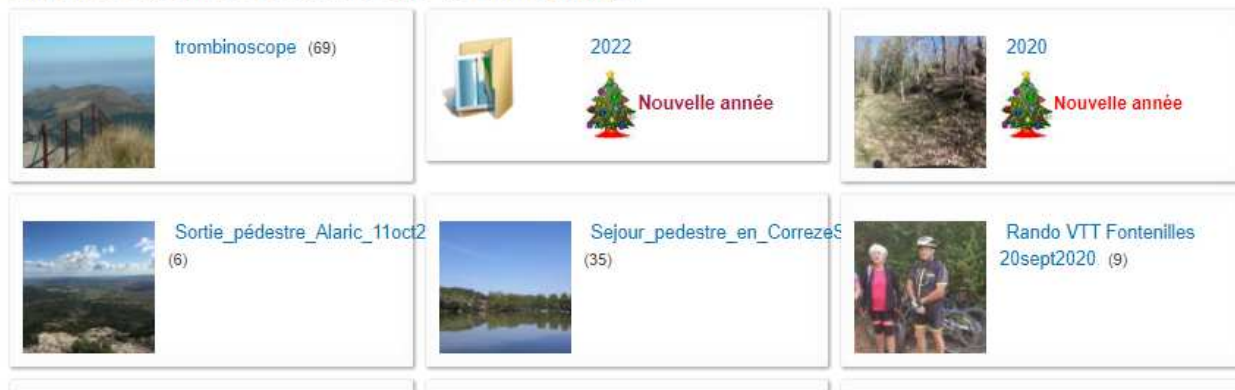 trombinoscope (69)
2022
Nouvelle année
2020
Nouvelle année
Sortie_pédestre_Alaric_11oct2
(6)
Sejour_pedestre_en_CorrezeS
(35)
Rando VTT Fontenilles
20sept2020 (9)